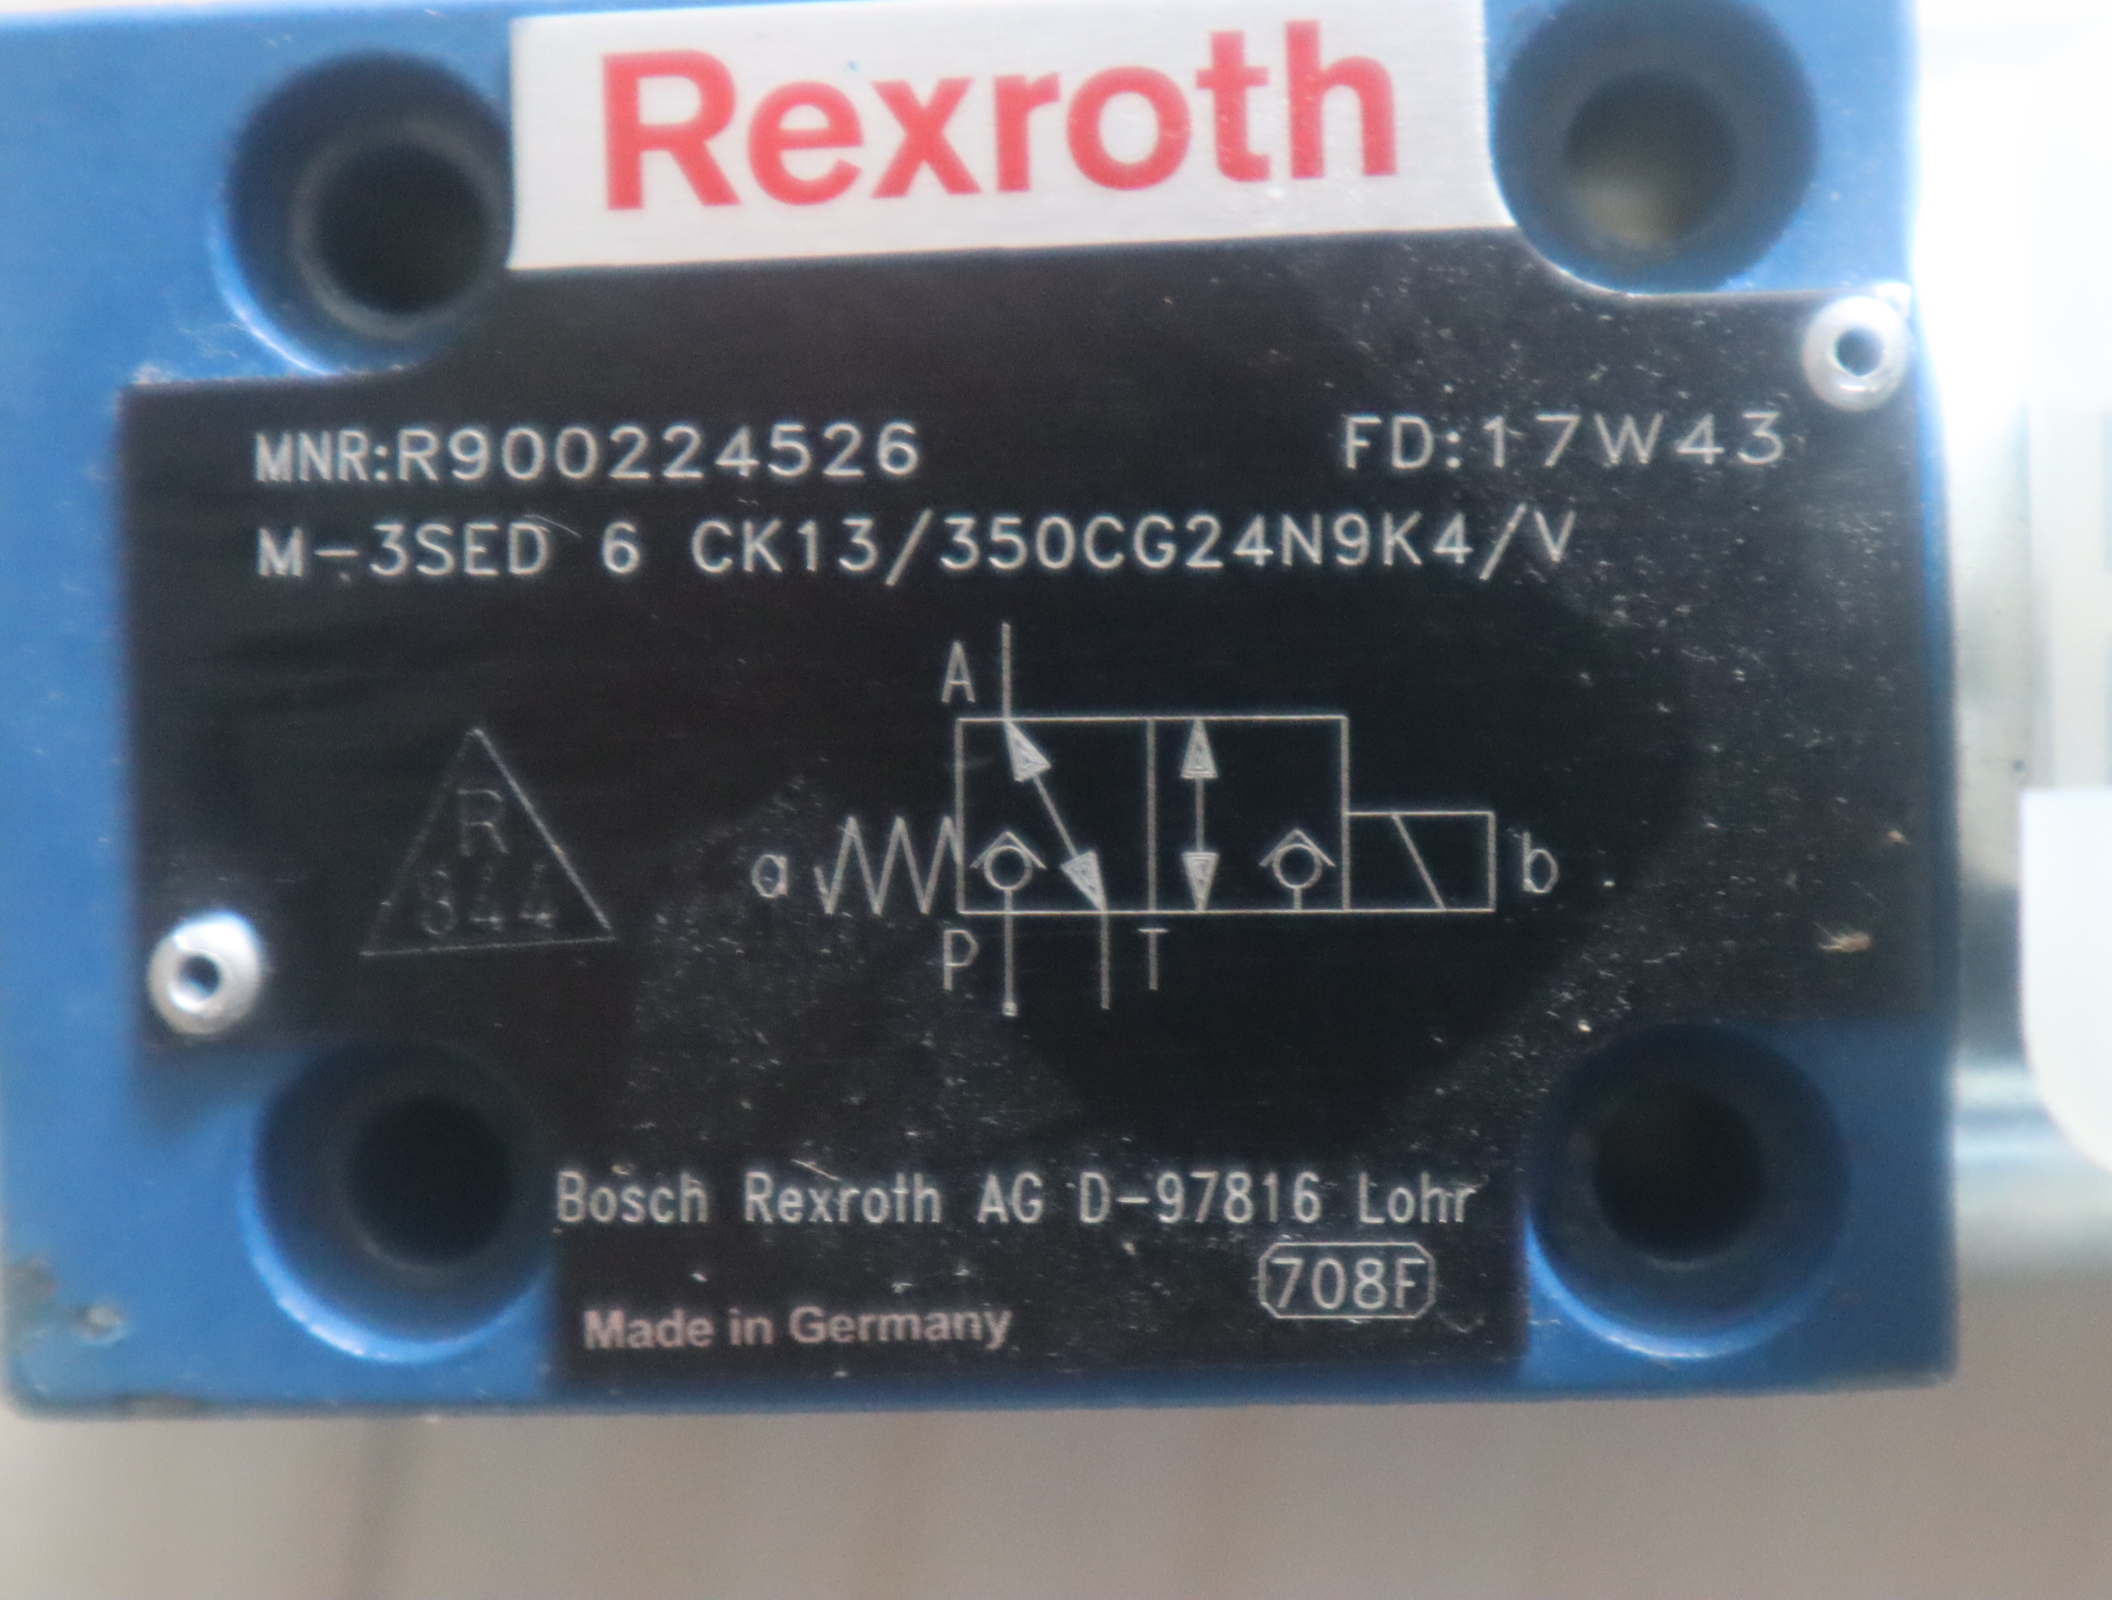 Rexroth
MNR:R900224526 FD:17W43
M-3SED 6 CK13/350CG24N9K4/V
A
R
844
a b
P T
Bosch Rexroth AG D-97816 Lohr
708F
Made in Germany